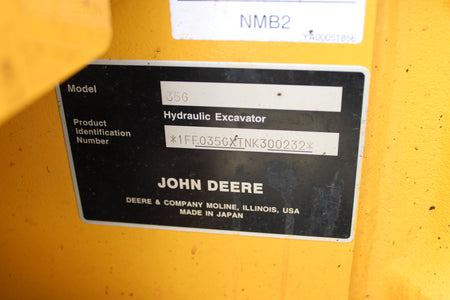 NMB2
YA00051856
Model
35G
Hydraulic Excavator
Product
Identification
Number
*1FF035GXTNK300232*
JOHN DEERE
DEERE & COMPANY MOLINE, ILLINOIS, USA
MADE IN JAPAN